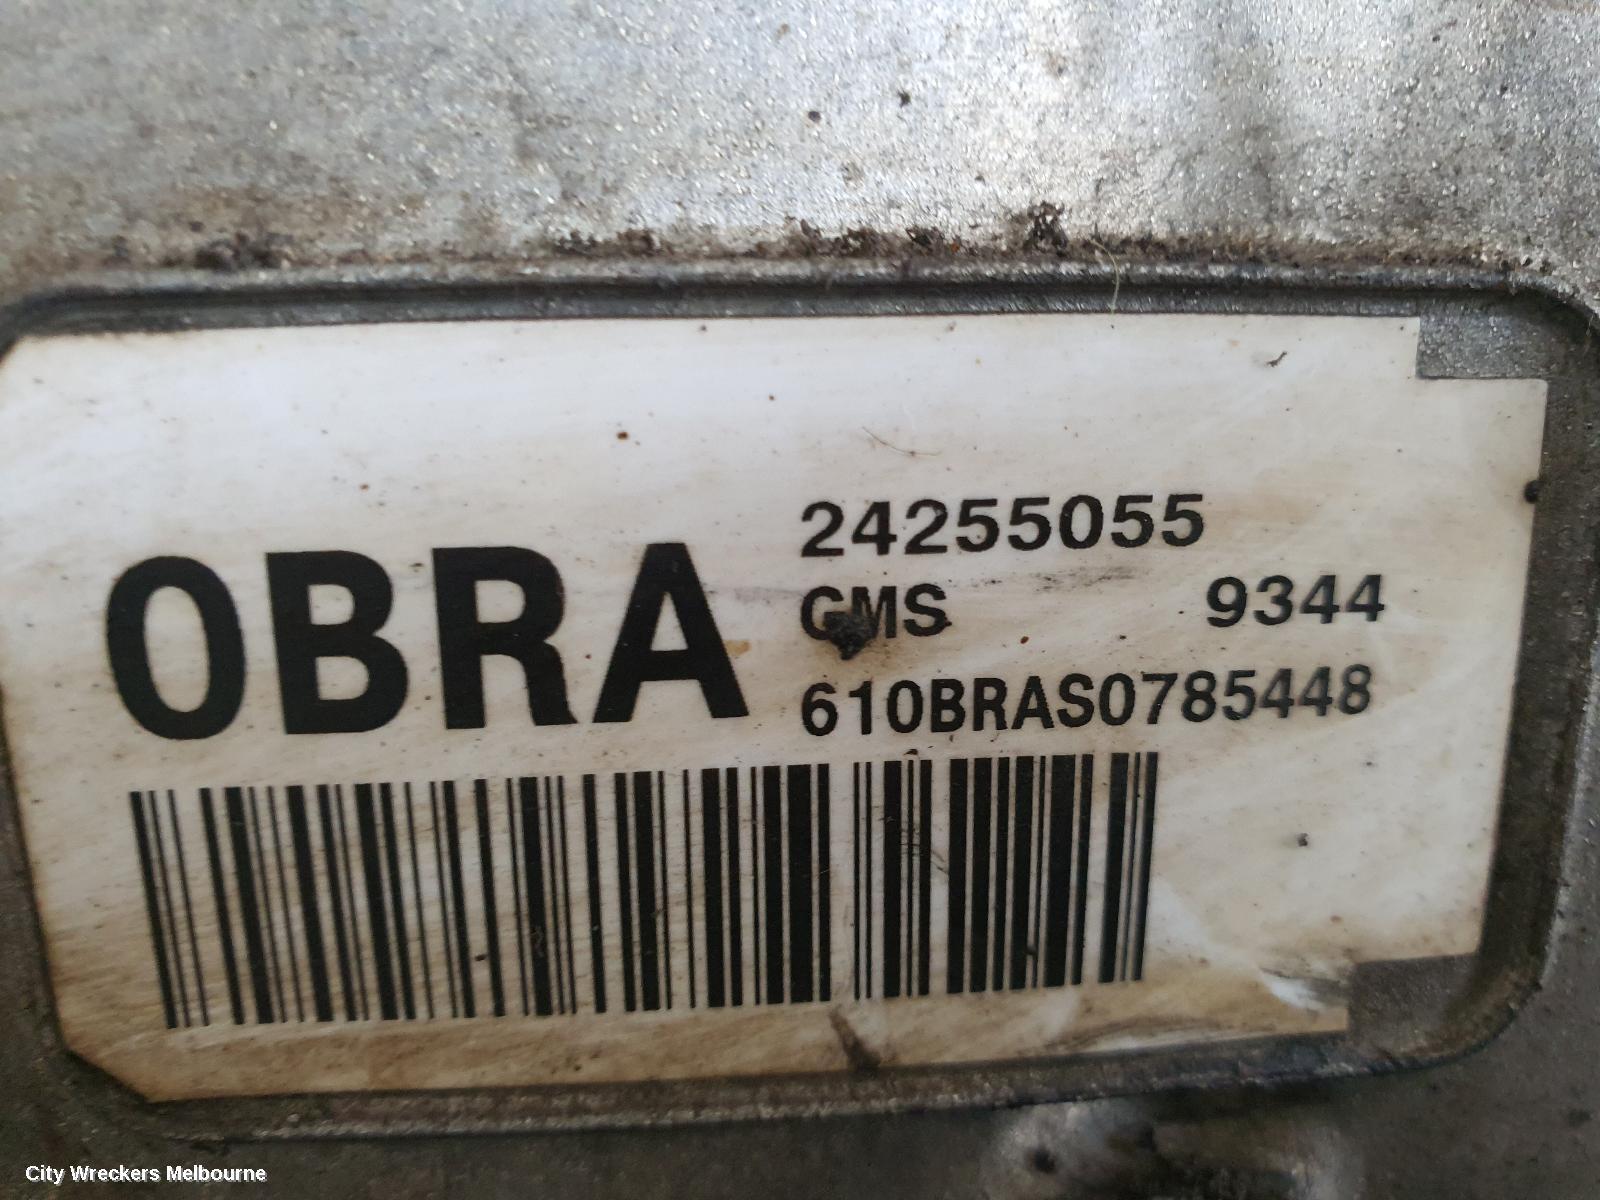 0BRA
24255055
GMS 9344
610BRAS0785448
City Wreckers Melbourne